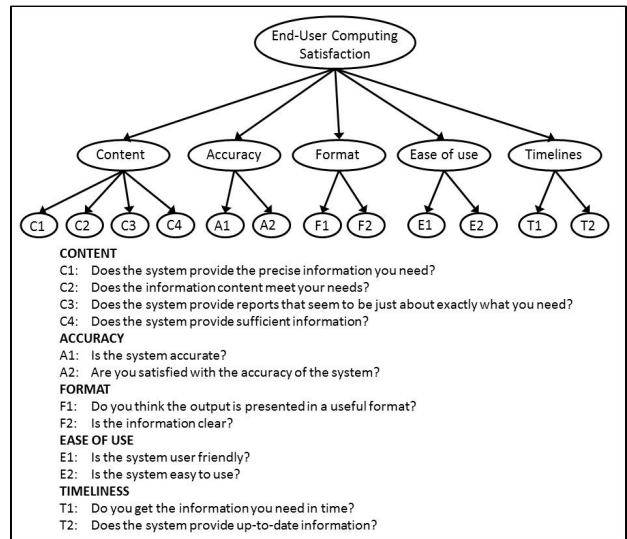 End-User Computing
Satisfaction
Content Accuracy Format Ease of use Timelines
C1 C2 C3 C4 A1 A2 F1 F2 E1 E2 T1 T2
CONTENT
C1: Does the system provide the precise information you need?
C2: Does the information content meet your needs?
C3: Does the system provide reports that seem to be just about exactly what you need?
C4: Does the system provide sufficient information?
ACCURACY
A1: Is the system accurate?
A2: Are you satisfied with the accuracy of the system?
FORMAT
F1: Do you think the output is presented in a useful format?
F2: Is the information clear?
EASE OF USE
E1: Is the system user friendly?
E2: Is the system easy to use?
TIMELINESS
T1: Do you get the information you need in time?
T2: Does the system provide up-to-date information?